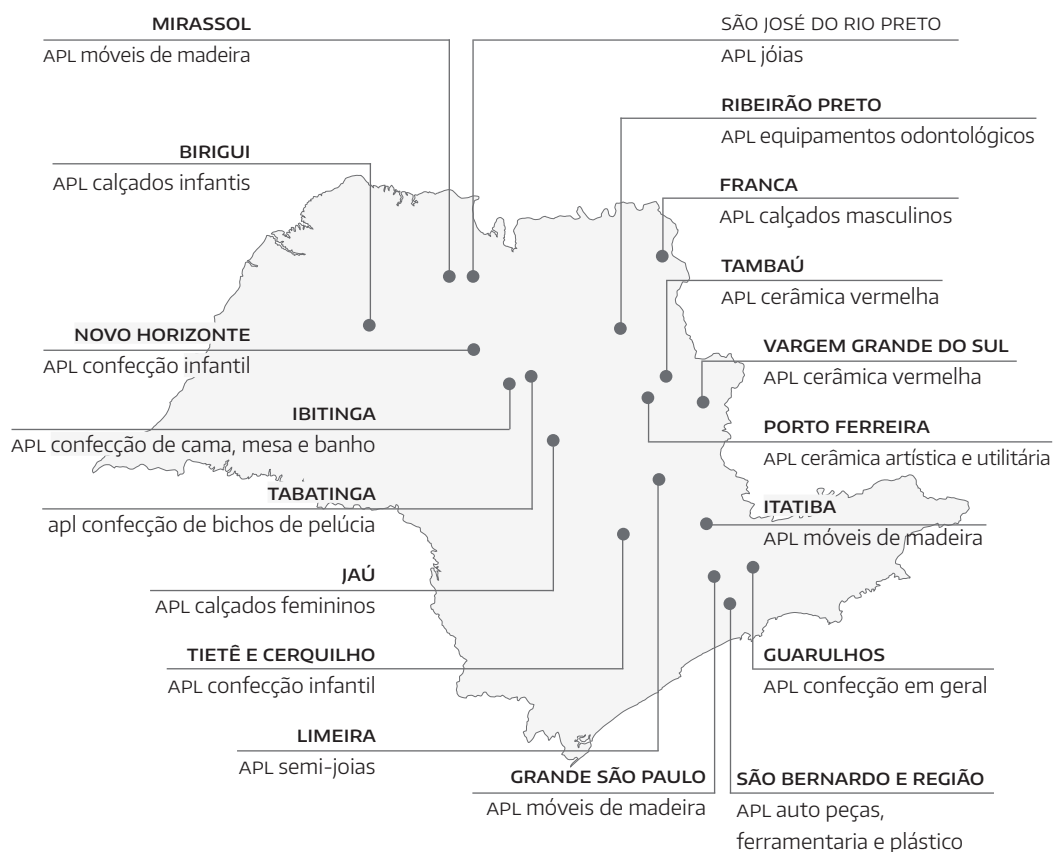 MIRASSOL
APL móveis de madeira
SÃO JOSÉ DO RIO PRETO
APL jóias
RIBEIRÃO PRETO
APL equipamentos odontológicos
BIRIGUI
APL calçados infantis
FRANCA
APL calçados masculinos
TAMBAÚ
APL cerâmica vermelha
NOVO HORIZONTE
APL confecção infantil
VARGEM GRANDE DO SUL
APL cerâmica vermelha
IBITINGA
APL confecção de cama, mesa e banho
PORTO FERREIRA
APL cerâmica artística e utilitária
TABATINGA
apl confecção de bichos de pelúcia
ITATIBA
APL móveis de madeira
JAÚ
APL calçados femininos
TIETÊ E CERQUILHO
APL confecção infantil
GUARULHOS
APL confecção em geral
LIMEIRA
APL semi-joias
GRANDE SÃO PAULO
APL móveis de madeira
SÃO BERNARDO E REGIÃO
APL auto peças,
ferramentaria e plástico